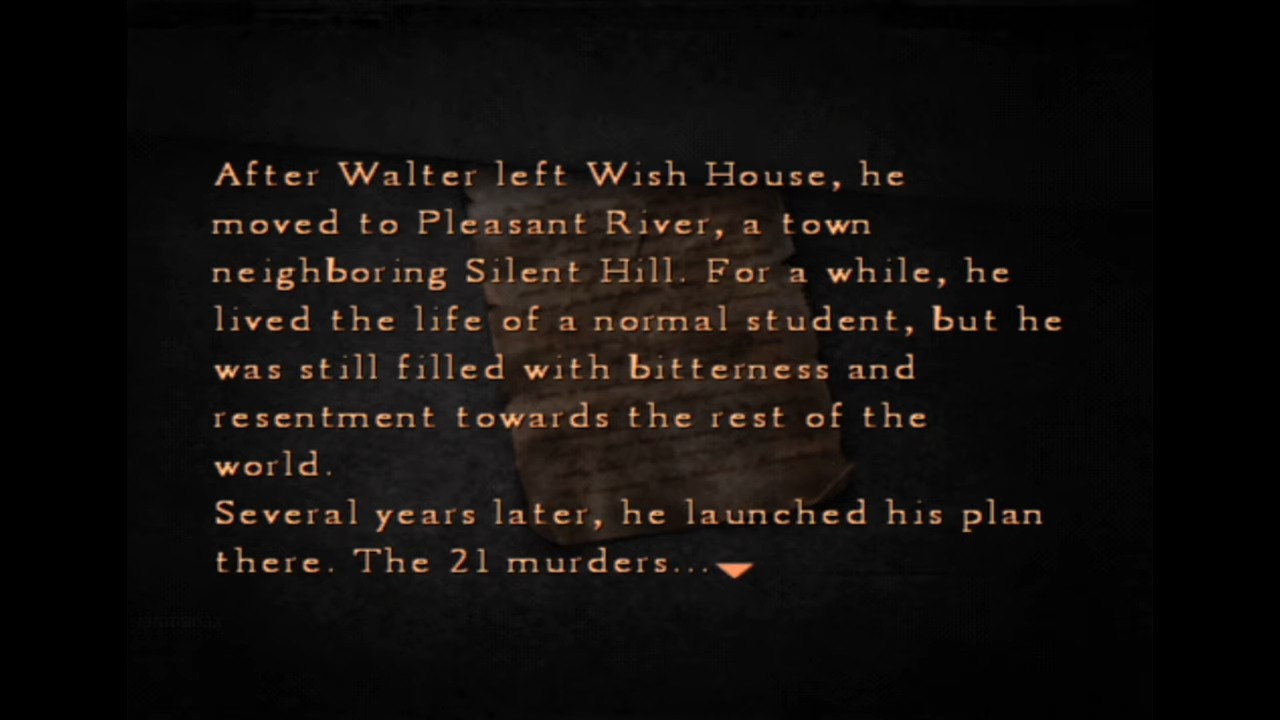 After Walter left Wish House, he
moved to Pleasant River, a town
neighboring Silent Hill. For a while, he
lived the life of a normal student, but he
was still filled with bitterness and
resentment towards the rest of the
world.
Several years later, he launched his plan
there. The 21 murders...